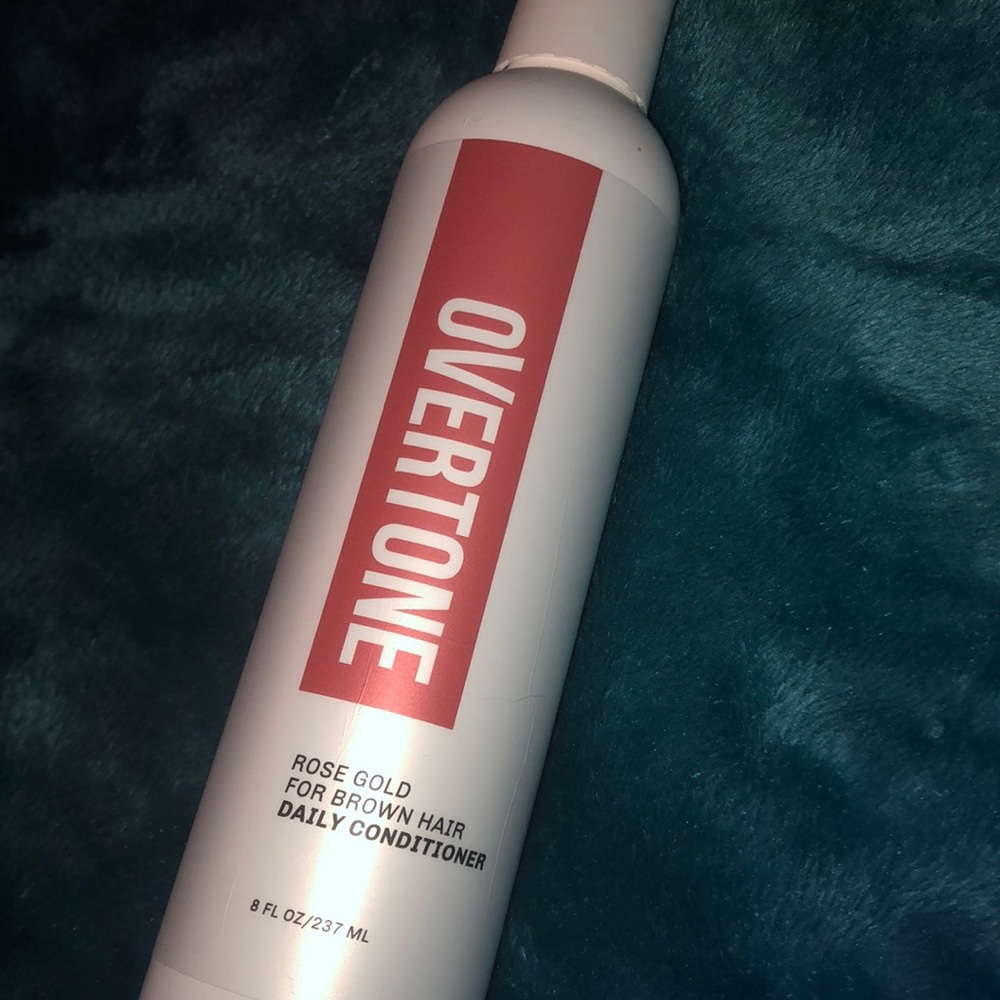 OVERTONE
ROSE GOLD
FOR BROWN HAIR
DAILY CONDITIONER
8 FL OZ/237 ML